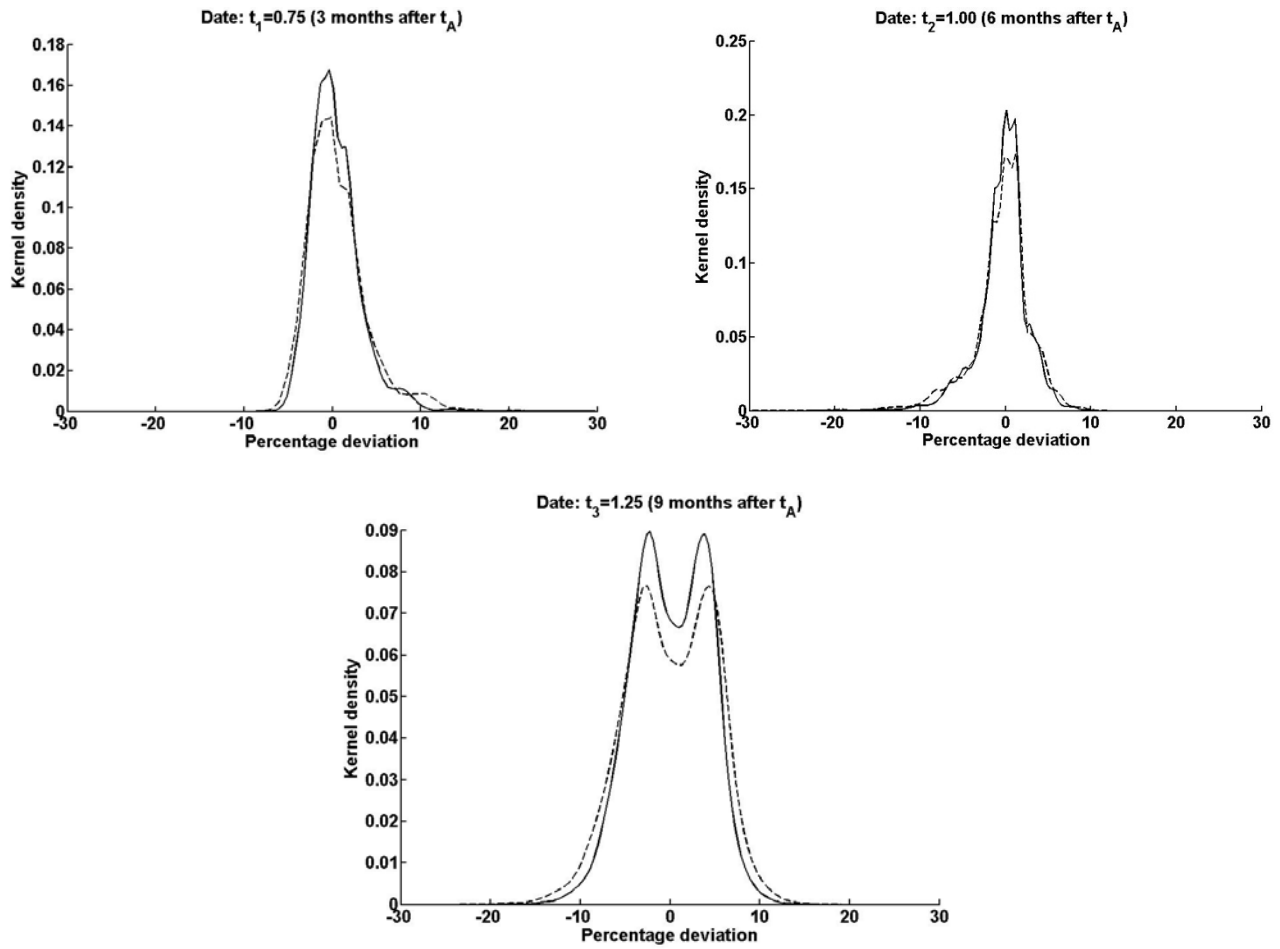 Date: t1=0.75 (3 months after tA)
0.18
0.16
0.14
0.12
0.1
0.08
0.06
0.04
0.02
0
Kernel density
-30 -20 -10 0 10 20 30
Percentage deviation
Date: t2=1.00 (6 months after tA)
0.25
0.2
0.15
0.1
0.05
0
Kernel density
-30 -20 -10 0 10 20 30
Percentage deviation
Date: t3=1.25 (9 months after tA)
0.09
0.08
0.07
0.06
0.05
0.04
0.03
0.02
0.01
0
Kernel density
-30 -20 -10 0 10 20 30
Percentage deviation